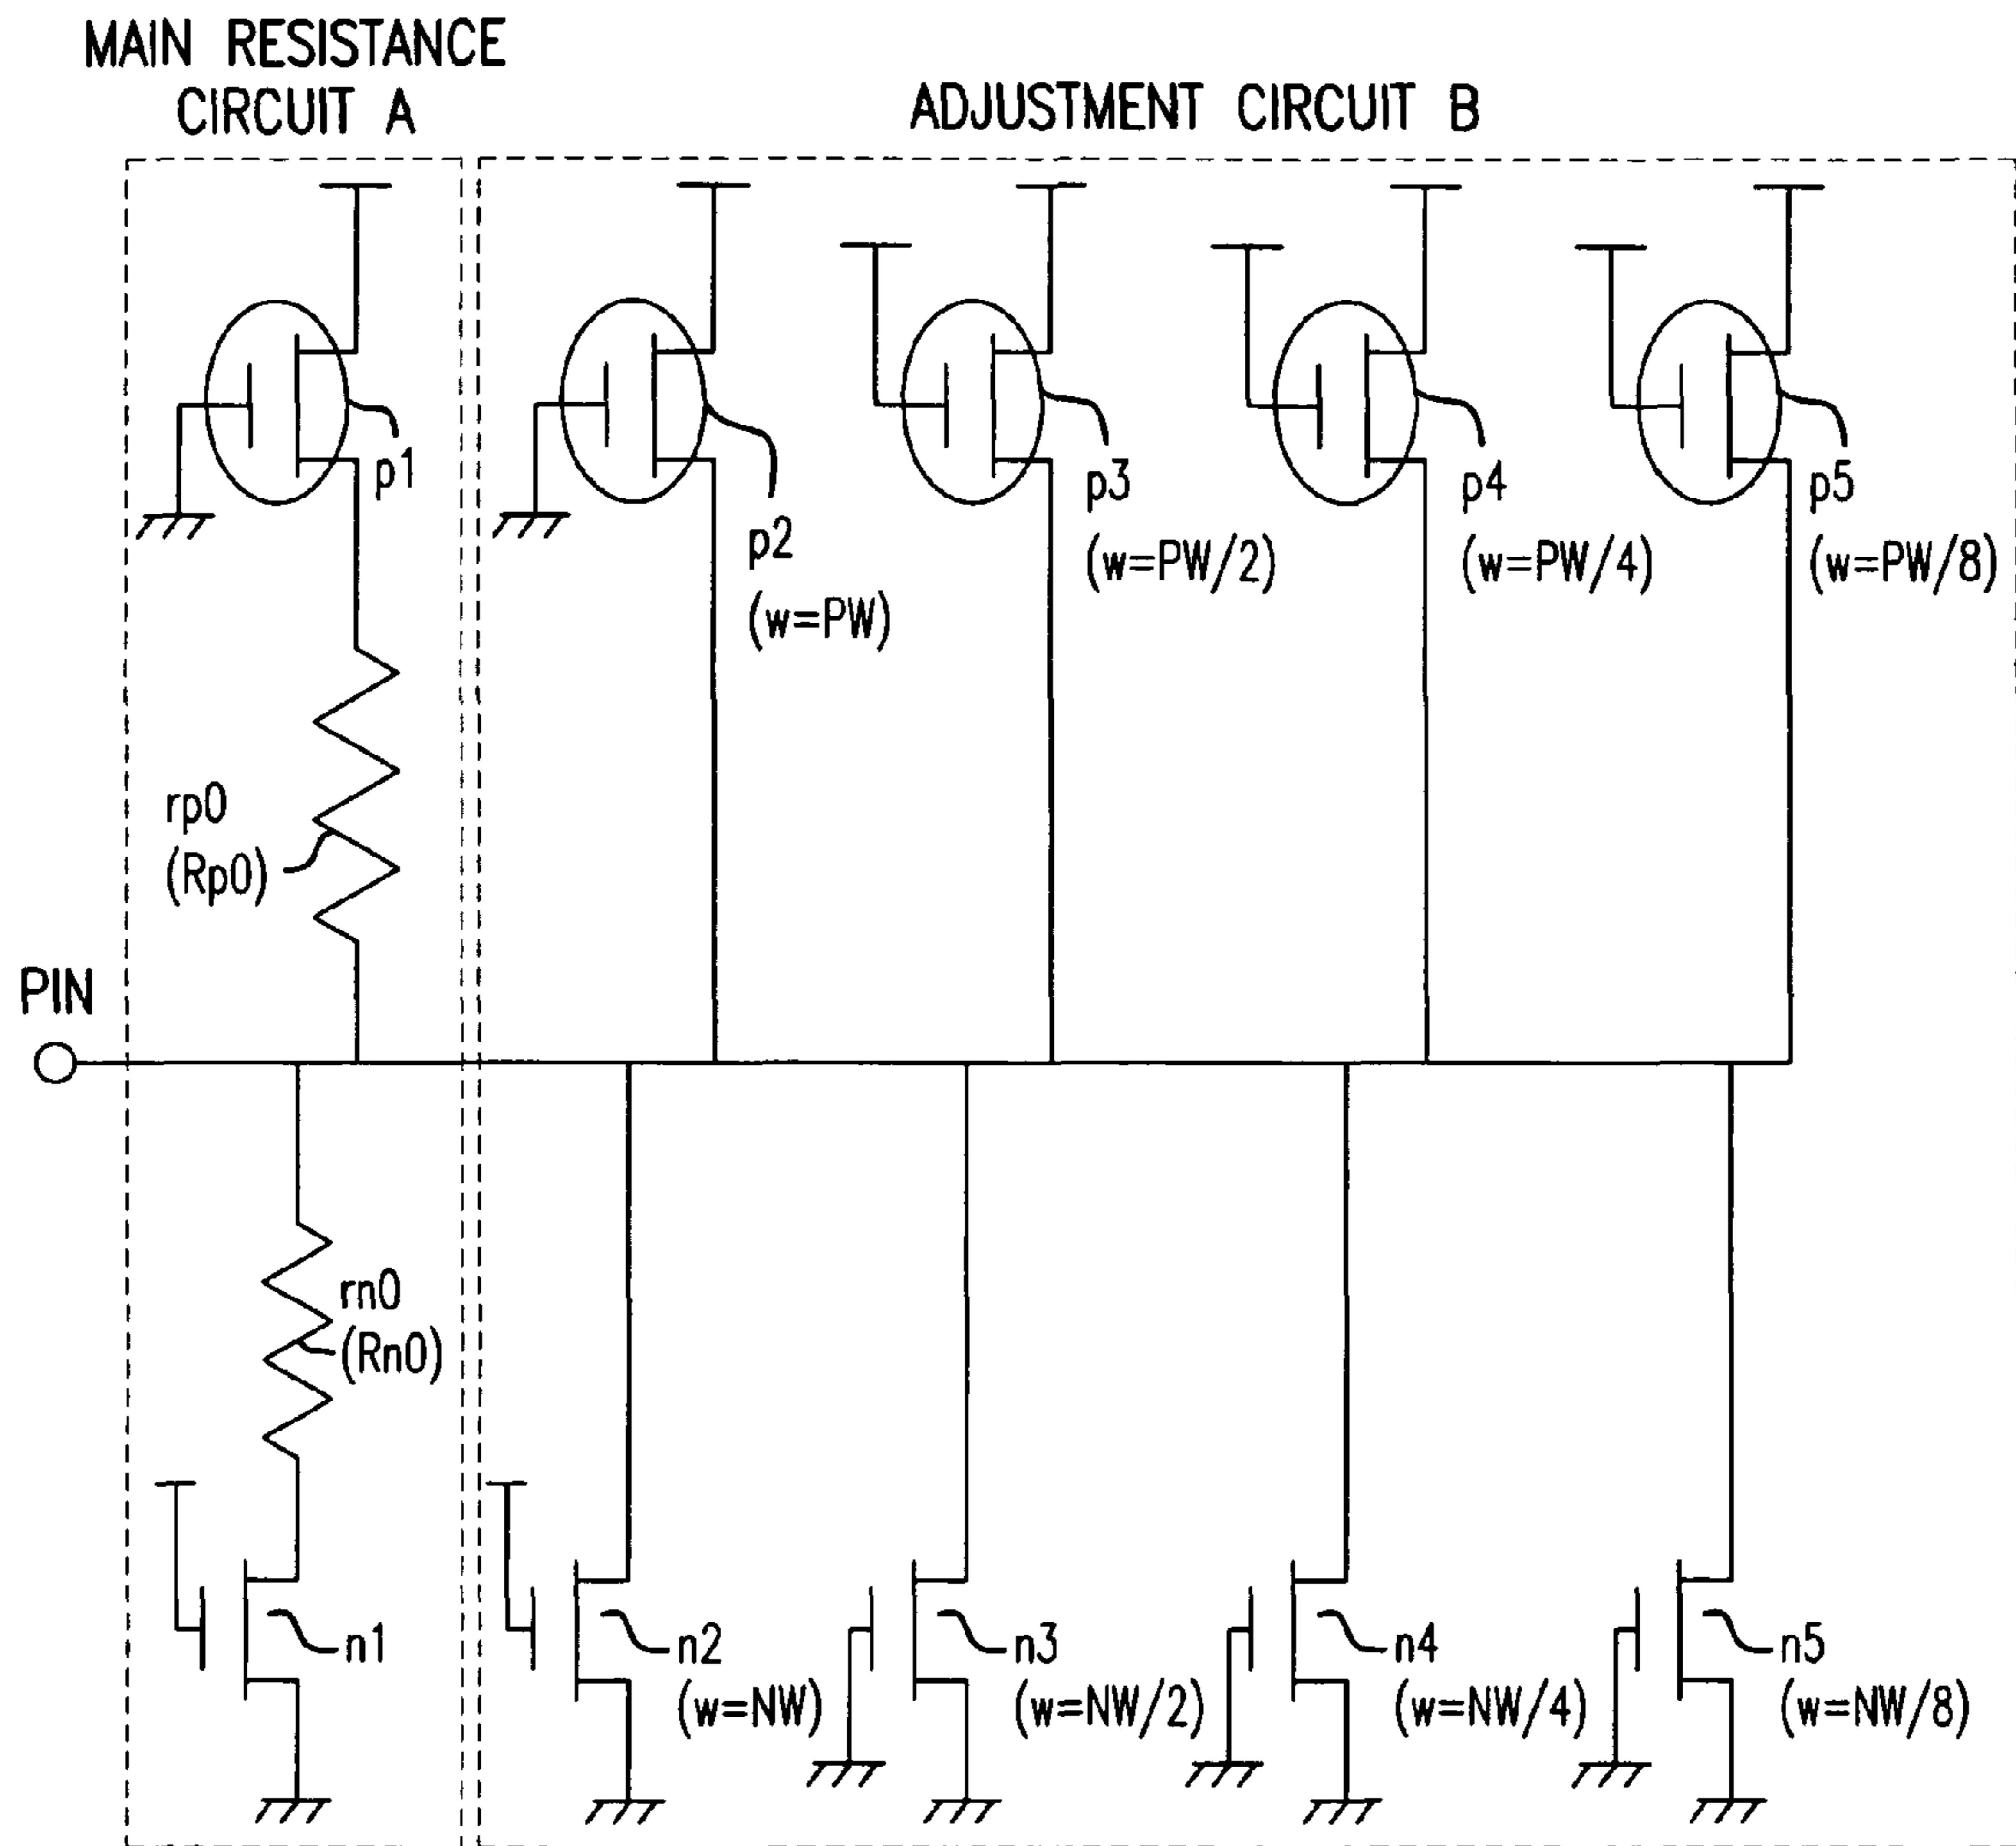 MAIN RESISTANCE
CIRCUIT A
ADJUSTMENT CIRCUIT B
p1
p2
(w=PW)
p3
(w=PW/2)
p4
(w=PW/4)
p5
(w=PW/8)
rp0
(Rp0)
PIN
rn0
(Rn0)
n1
n2
(w=NW)
n3
(w=NW/2)
n4
(w=NW/4)
n5
(w=NW/8)